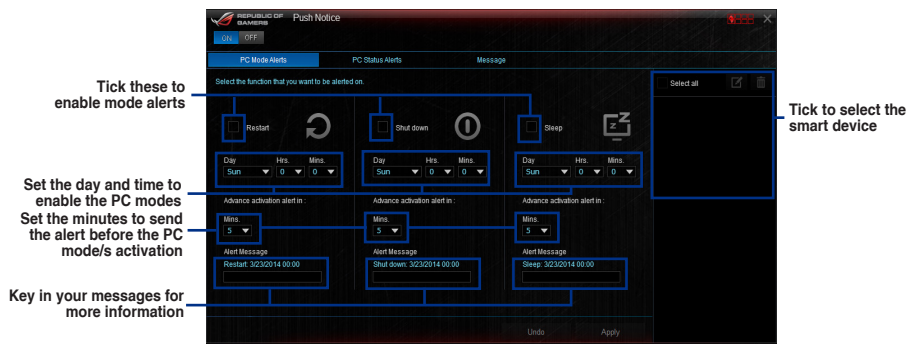 REPUBLIC OF
GAMERS
Push Notice
ON OFF
PC Mode Alerts PC Status Alerts Message
Select the function that you want to be alerted on.
Select all
Tick these to
enable mode alerts
Tick to select the
smart device
Restart
Shut down
Sleep
Z Z
Day Hrs. Mins.
Sun 0 0
Day Hrs. Mins.
Sun 0 0
Day Hrs. Mins.
Sun 0 0
Set the day and time to
enable the PC modes
Advance activation alert in :
Advance activation alert in :
Advance activation alert in :
Set the minutes to send
the alert before the PC
mode/s activation
Mins.
5
Mins.
5
Mins.
5
Alert Message
Restart: 3/23/2014 00:00
Alert Message
Shut down: 3/23/2014 00:00
Alert Message
Sleep: 3/23/2014 00:00
Key in your messages for
more information
Undo Apply